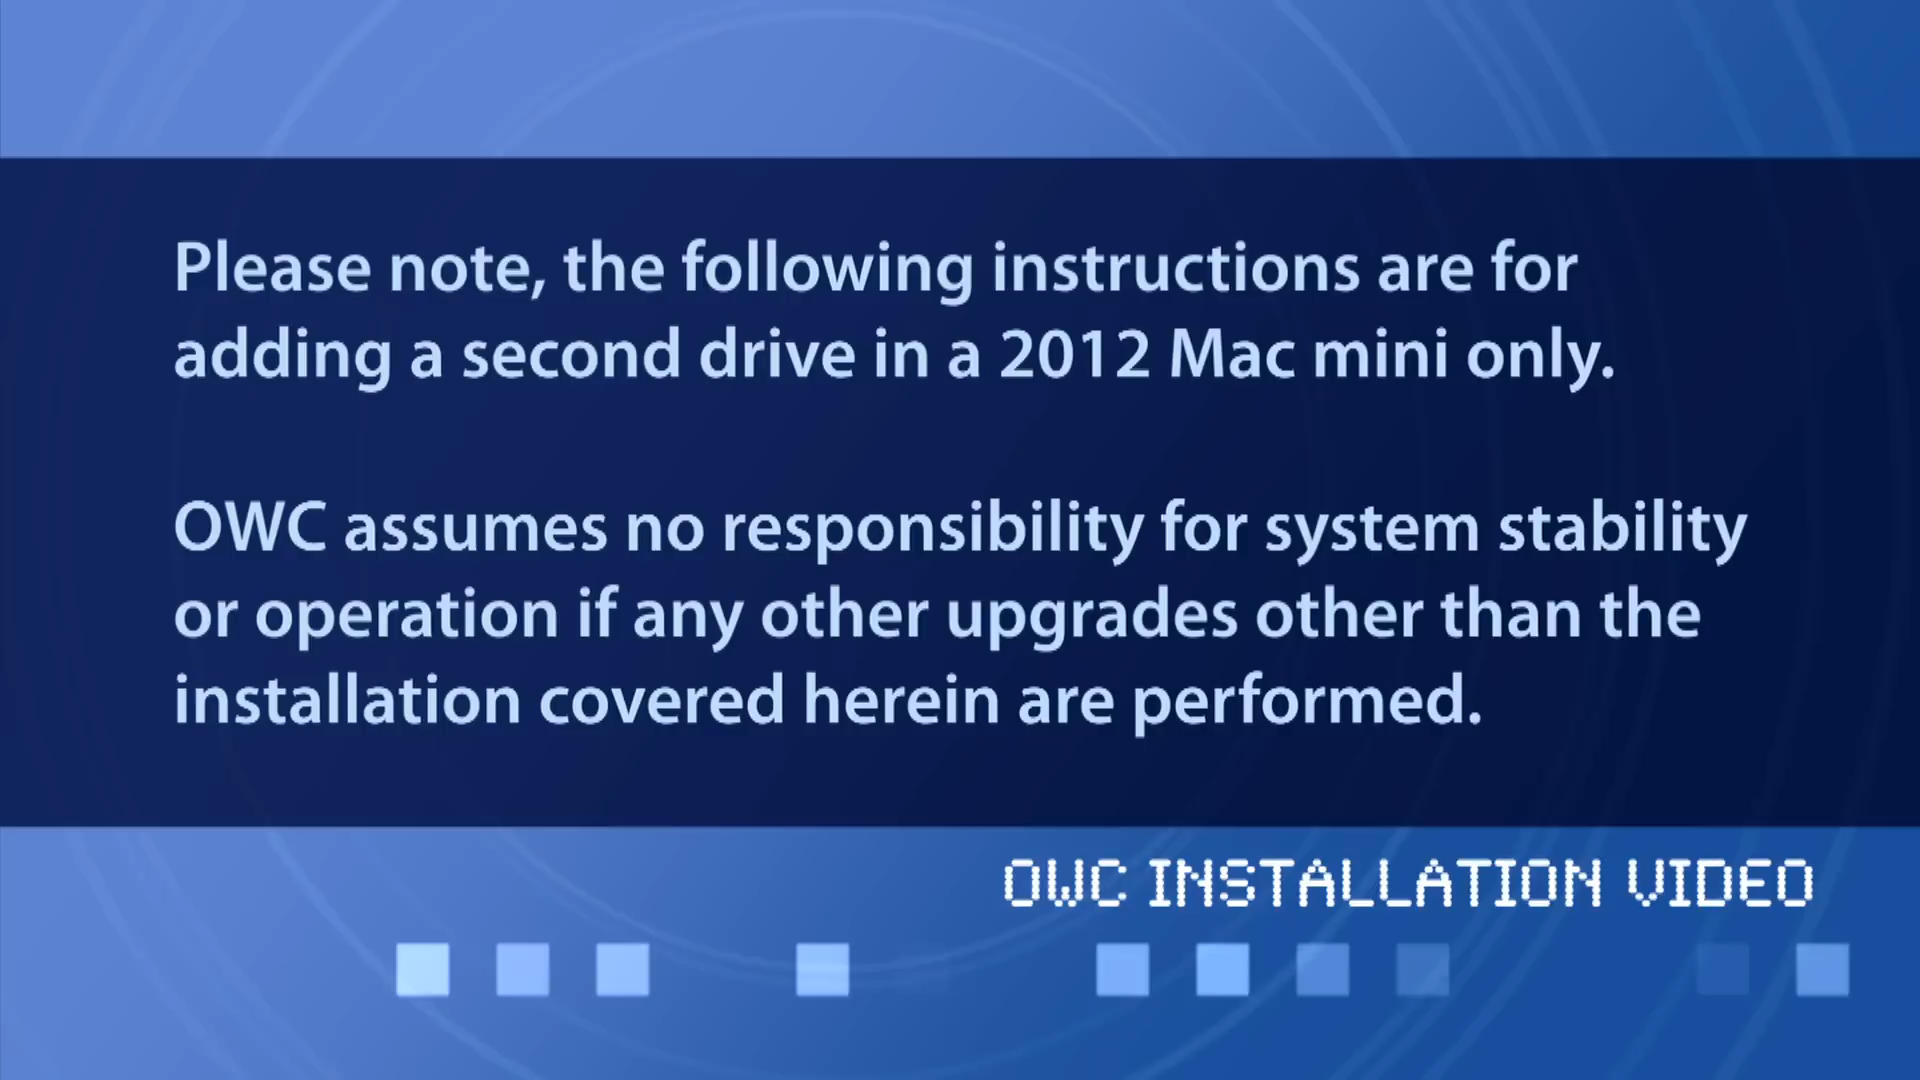 Please note, the following instructions are for
adding a second drive in a 2012 Mac mini only.
OWC assumes no responsibility for system stability
or operation if any other upgrades other than the
installation covered herein are performed.
OWC INSTALLATION VIDEO